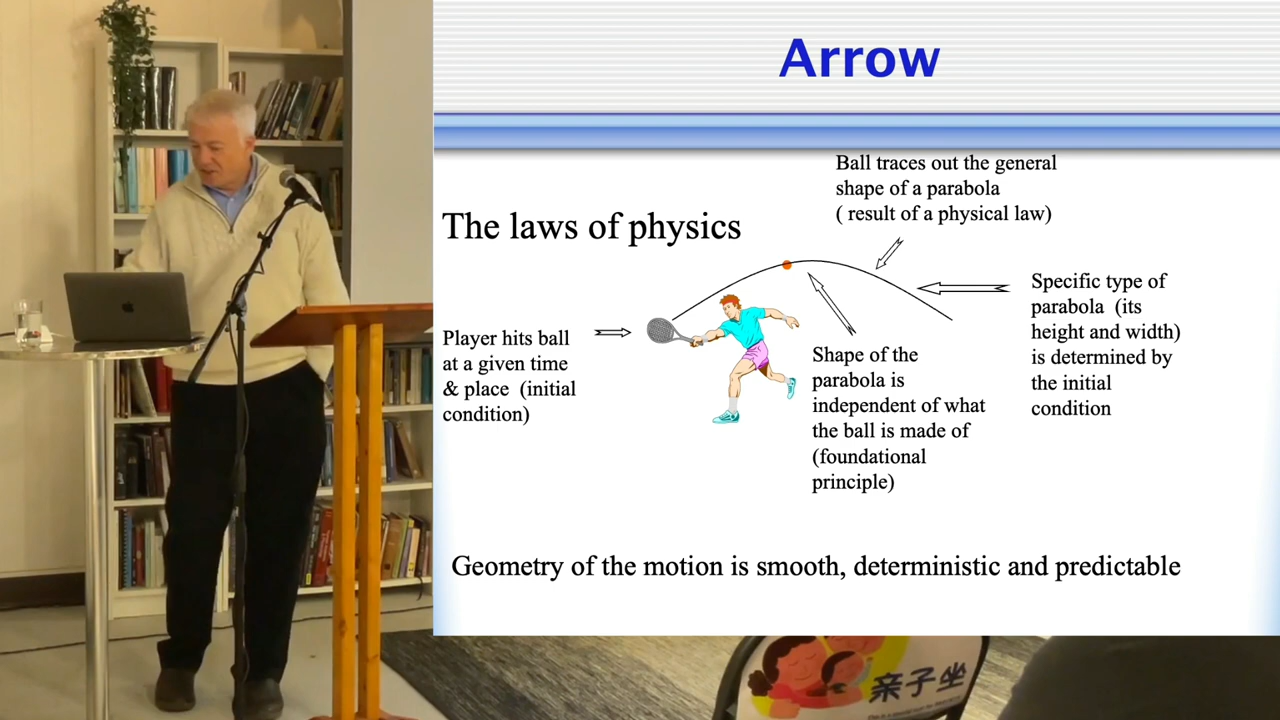 Arrow
Ball traces out the general
shape of a parabola
( result of a physical law)
The laws of physics
Specific type of
parabola (its
height and width)
is determined by
the initial
condition
Player hits ball
at a given time
& place (initial
condition)
Shape of the
parabola is
independent of what
the ball is made of
(foundational
principle)
Geometry of the motion is smooth, deterministic and predictable
亲子坐